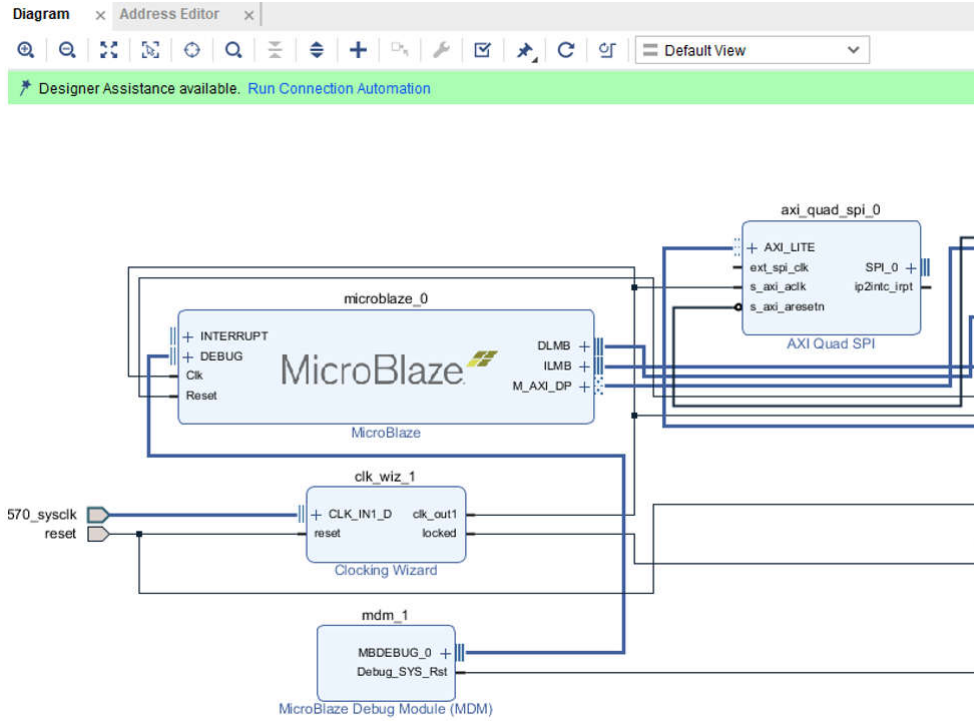 Diagram Address Editor
Default View
Designer Assistance available. Run Connection Automation
axi_quad_spi_0
AXI_LITE
ext_spi_clk SPI_0
s_axi_aclk ip2intc_irpt
s_axi_aresetn
AXI Quad SPI
microblaze_0
INTERRUPT
DEBUG
Clk
Reset
MicroBlaze
DLMB
ILMB
M_AXI_DP
MicroBlaze
clk_wiz_1
570_sysclk
reset
CLK_IN1_D clk_out1
reset locked
Clocking Wizard
mdm_1
MBDEBUG_0
Debug_SYS_Rst
MicroBlaze Debug Module (MDM)